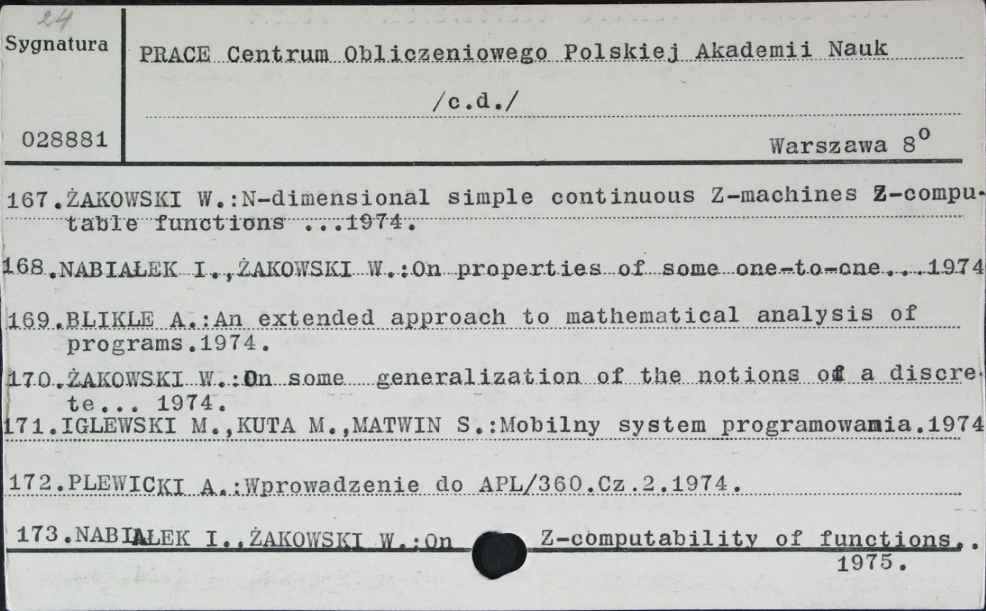 24
Sygnatura
PRACE Centrum Obliczeniowego Polskiej Akademii Nauk
/c.d./
028881
Warszawa 8º
167.ŻAKOWSKI W.:N-dimensional simple continuous Z-machines Z-compu-
table functions ...1974.
168.NABIAŁEK I.,ŻAKOWSKI W.:On properties of some one-to-one...1974
169.BLIKLE A.:An extended approach to mathematical analysis of
programs.1974.
170.ŻAKOWSKI W.:On some generalization of the notions of a discre-
te... 1974.
171.IGLEWSKI M.,KUTA M.,MATWIN S.:Mobilny system programowania.1974
172.PLEWICKI A.:Wprowadzenie do APL/360.Cz.2.1974.
173.NABIAŁEK I.,ŻAKOWSKI W.:On Z-computability of functions..
1975.